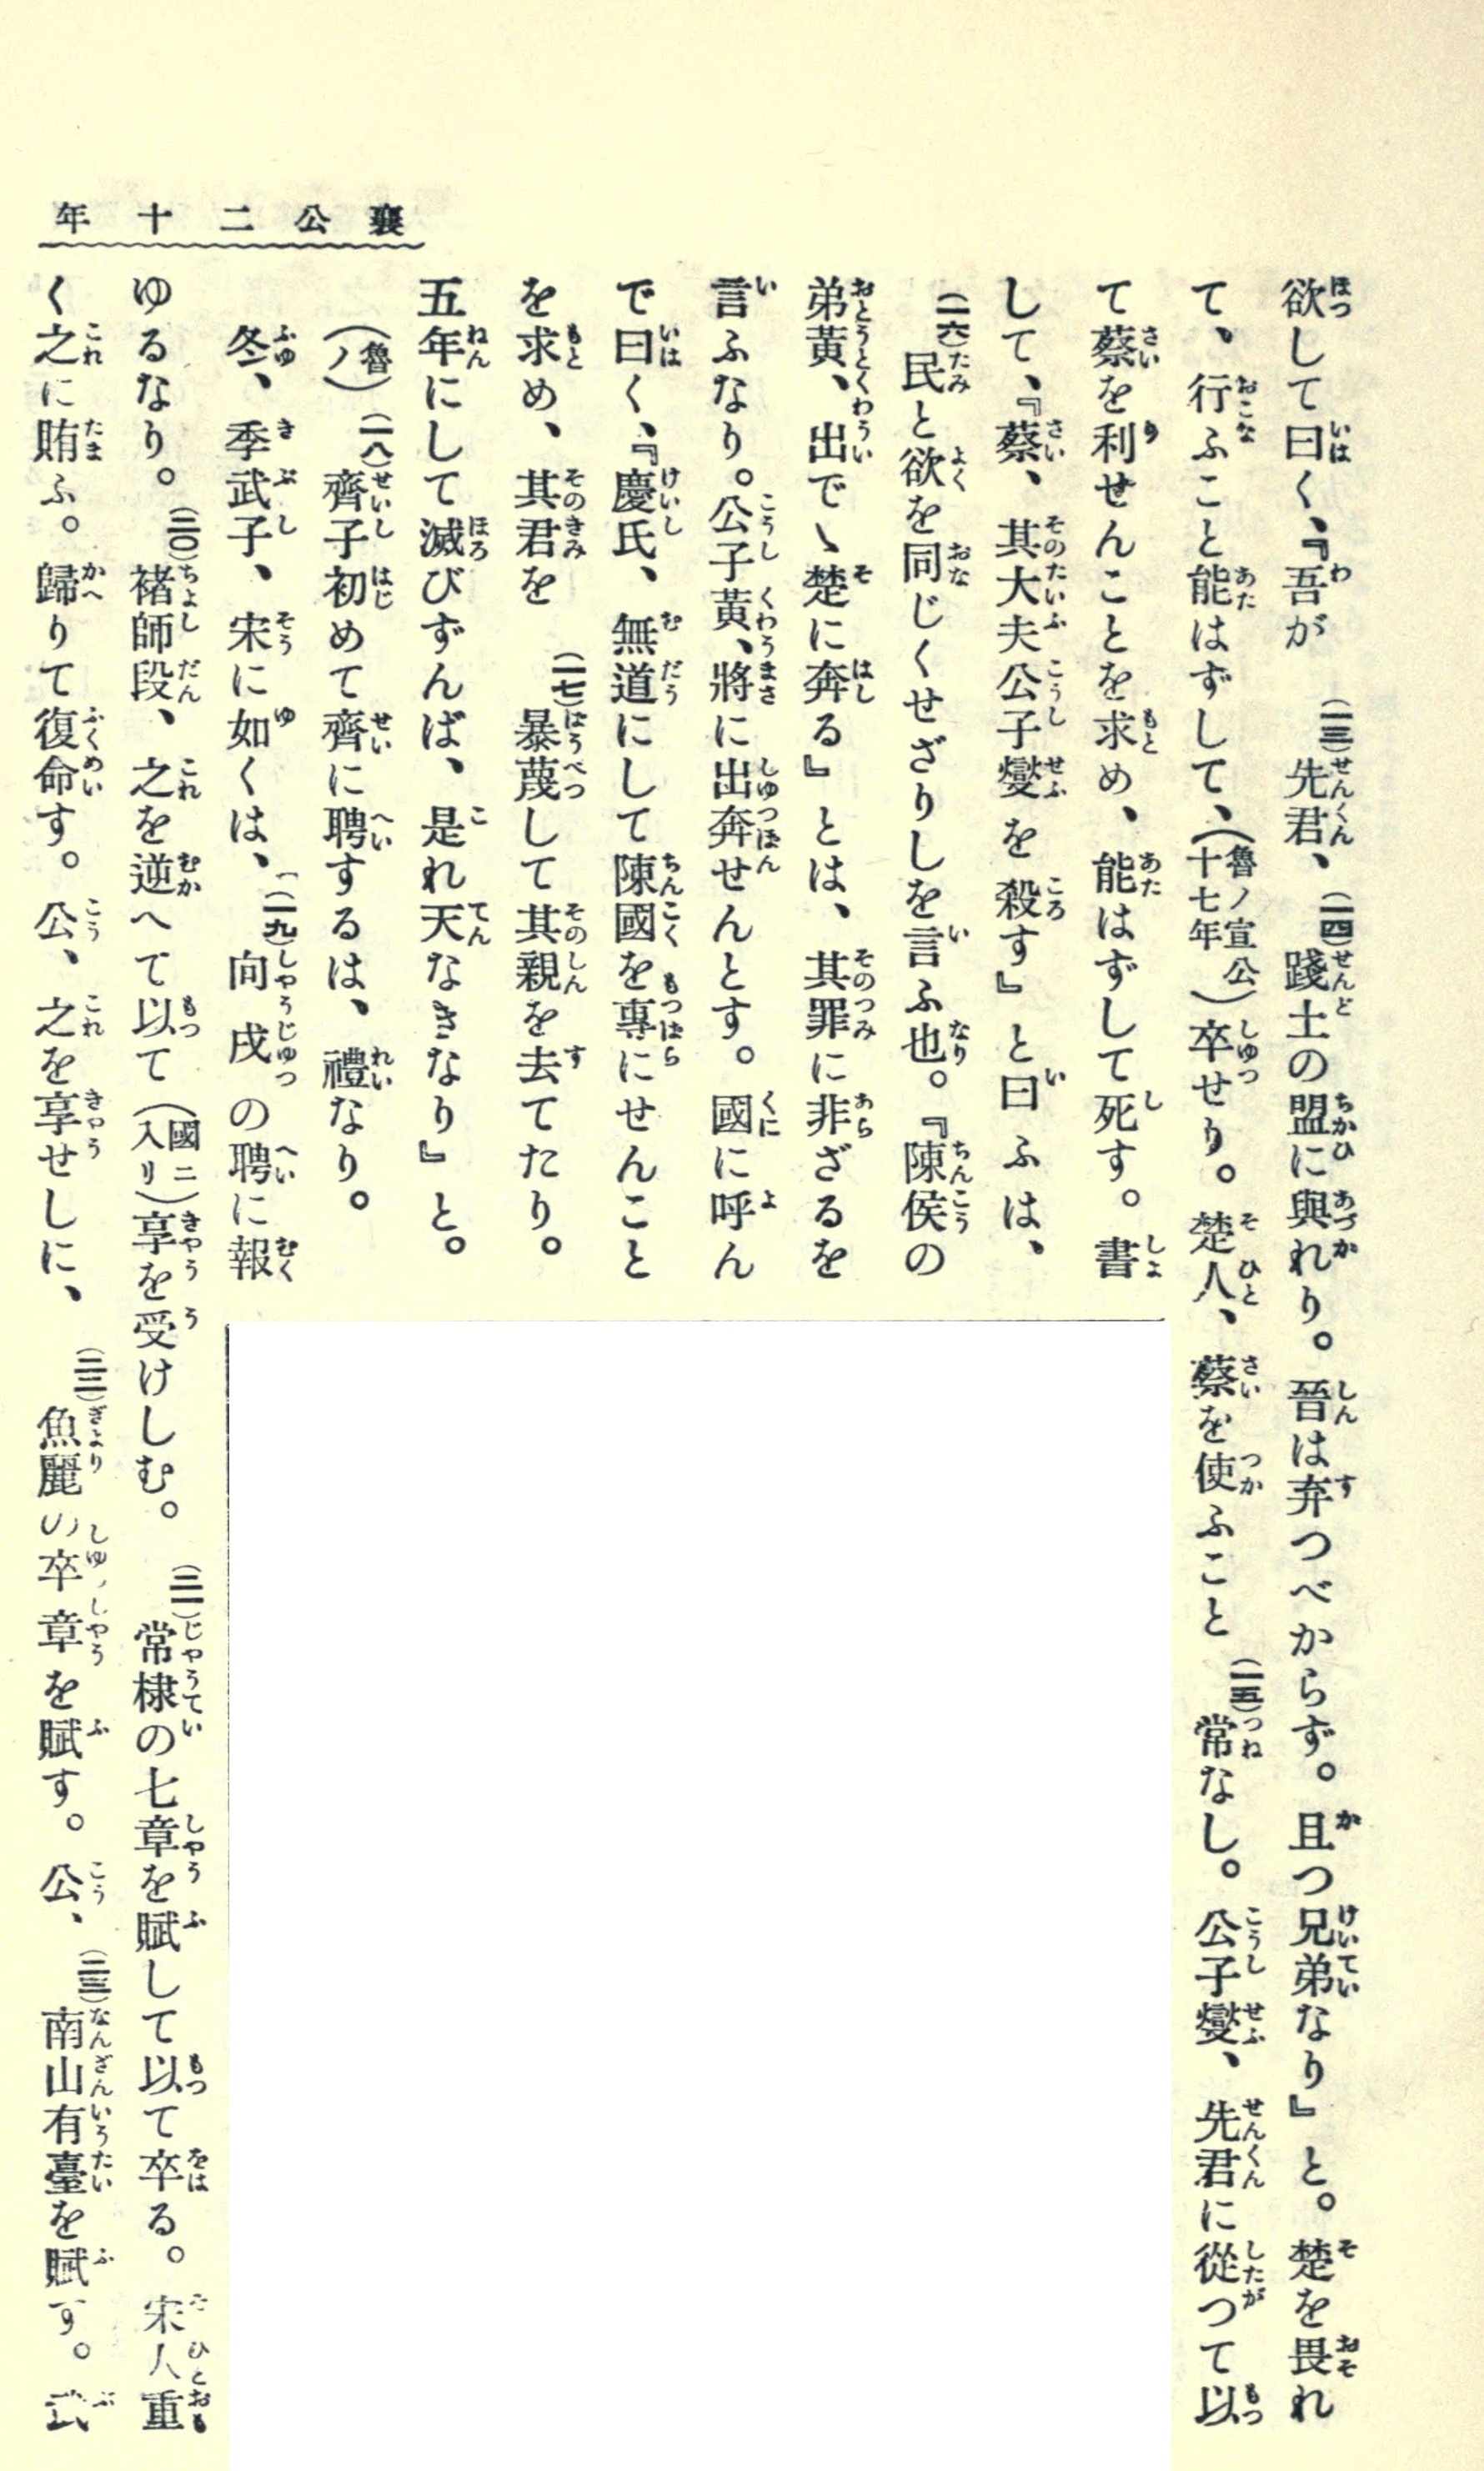 襄公二十年
欲して曰く、『吾が(一三)先君、(一四)踐土の盟に與れり。晉は弃つべからず。且つ兄弟なり』と。楚を畏れ
て、行ふこと能はずして、(魯ノ宣公十七年)卒せり。楚人、蔡を使ふこと(一五)常なし。公子燮、先君に從つて以
て蔡を利せんことを求め、能はずして死す。書
して、『蔡、其大夫公子燮を殺す』と曰ふは、
(一六)民と欲を同じくせざりしを言ふ也。『陳侯の
弟黃、出でゝ楚に奔る』とは、其罪に非ざるを
言ふなり。公子黃、將に出奔せんとす。國に呼ん
で曰く、『慶氏、無道にして陳國を專にせんこと
を求め、其君を(一七)暴蔑して其親を去てたり。
五年にして滅びずんば、是れ天なきなり』と。
(魯ノ)(一八)齊子初めて齊に聘するは、禮なり。
冬、季武子、宋に如くは、(一九)向戌の聘に報
ゆるなり。(二〇)褚師段、之を逆へて以て(國ニ入リ)享を受けしむ。(二一)常棣の七章を賦して以て卒る。宋人重
く之に賄ふ。歸りて復命す。公、之を享せしに、(二二)魚麗の卒章を賦す。公、(二三)南山有臺を賦す。武